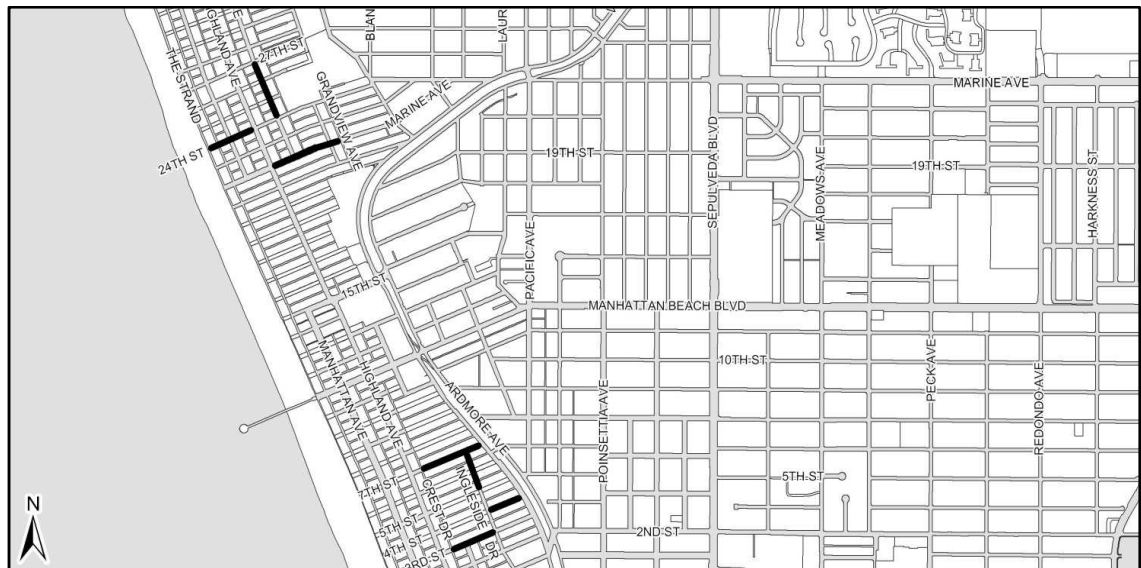 BLAN
LAUR
27TH ST
GHLAND AVE
THE STRAND
GRANDVIEW AVE
MARINE AVE
MARINE AVE
24TH ST
19TH ST
SEPULVEDA BLVD
MEADOWS AVE
19TH ST
HARKNESS ST
PACIFIC AVE
15TH ST
MANHATTAN BEACH BLVD
MANHATTAN AVE
HIGHLAND AVE
10TH ST
PECK AVE
REDONDO AVE
ARDMORE AVE
POINSETTIA AVE
7TH ST
INGLESIDE DR
CREST DR
5TH ST
5TH ST
4TH ST
3RD ST
2ND ST
N